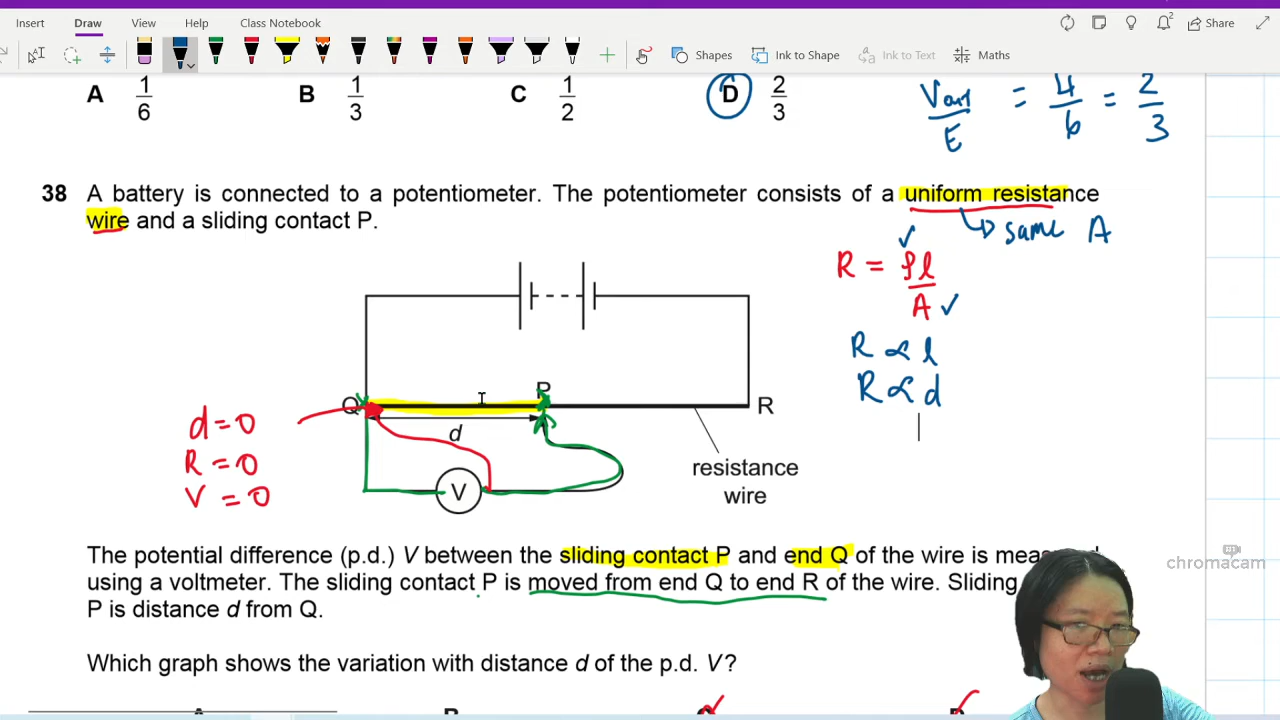 Insert Draw View Help Class Notebook Share
Shapes Ink to Shape Ink to Text Maths
A 1/6 B 1/3 C 1/2 D 2/3
Vout/E = 4/6 = 2/3
38 A battery is connected to a potentiometer. The potentiometer consists of a uniform resistance
wire and a sliding contact P.
same A
R = ρl/A
R ∝ l
R ∝ d
Q P R
d
d = 0
R = 0
V = 0
V
resistance
wire
chromacam
The potential difference (p.d.) V between the sliding contact P and end Q of the wire is
using a voltmeter. The sliding contact P is moved from end Q to end R of the wire. Sliding
P is distance d from Q.
Which graph shows the variation with distance d of the p.d. V?